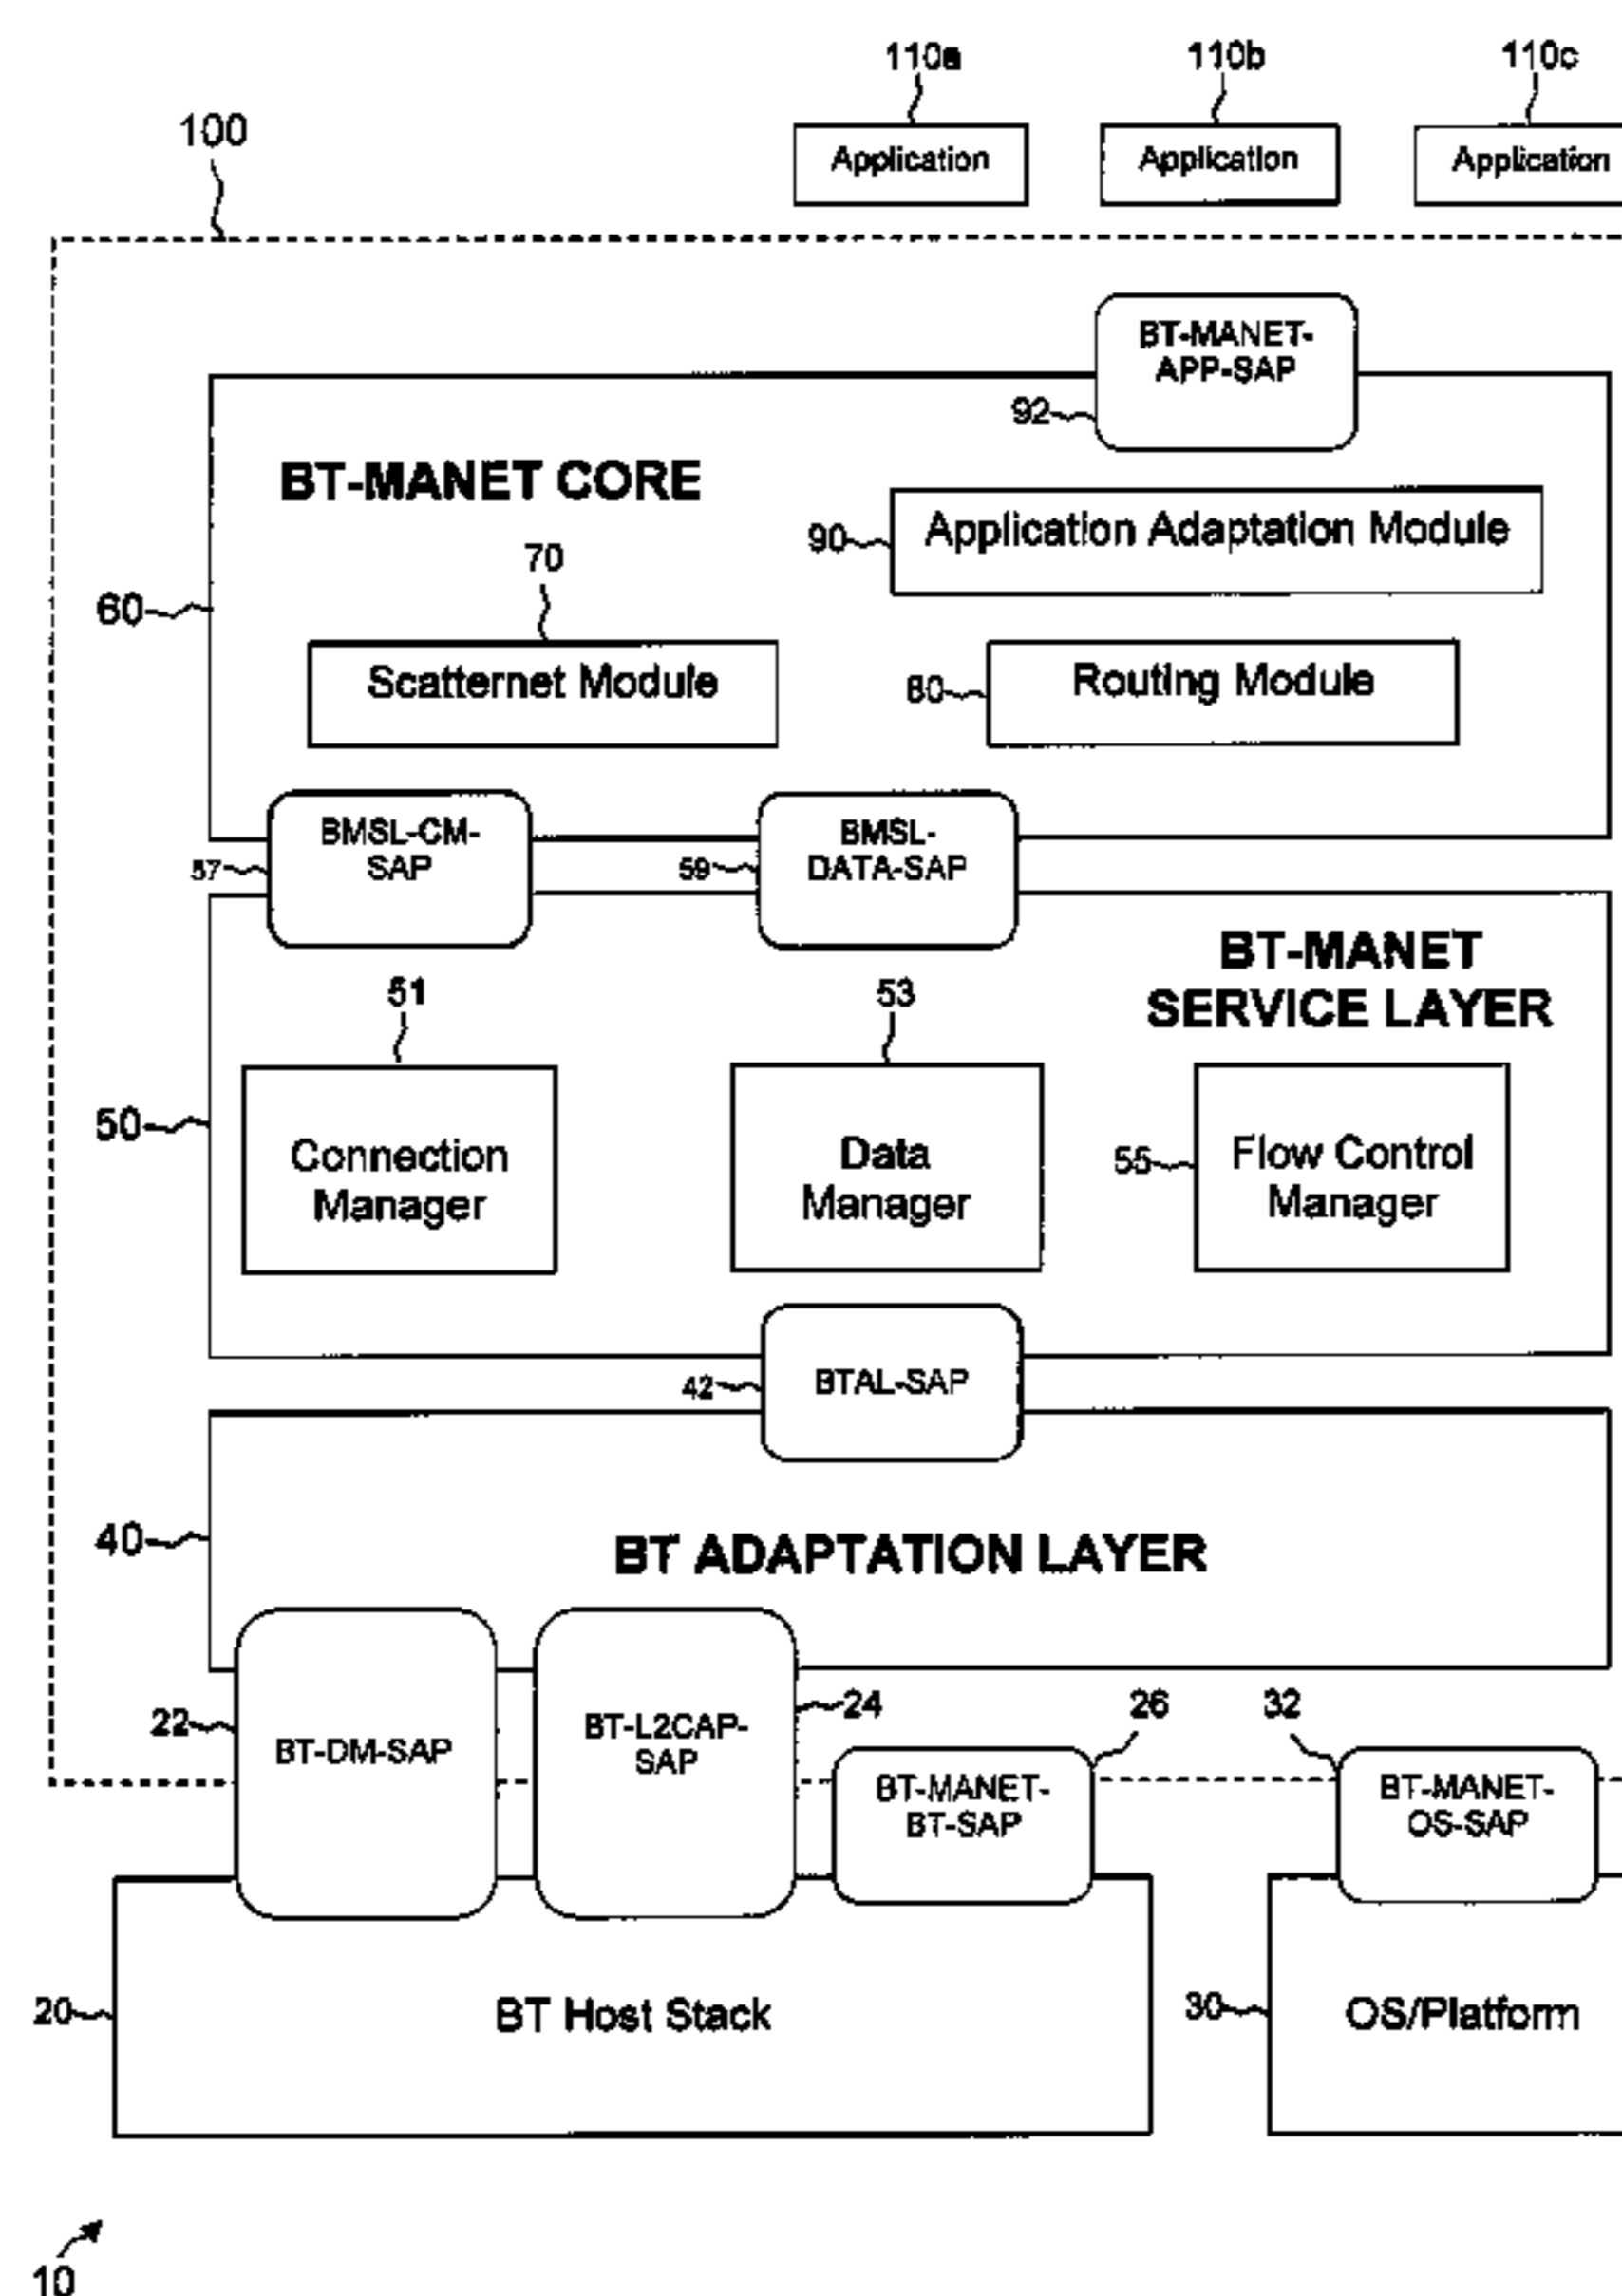 110a
110b
110c
100
Application
Application
Application
BT-MANET-
APP-SAP
92
BT-MANET CORE
90
Application Adaptation Module
70
60
Scatternet Module
80
Routing Module
BMSL-CM-
SAP
57
BMSL-
DATA-SAP
59
BT-MANET
SERVICE LAYER
51
53
50
Connection
Manager
Data
Manager
55
Flow Control
Manager
42
BTAL-SAP
40
BT ADAPTATION LAYER
22
BT-DM-SAP
BT-L2CAP-
SAP
24
26
32
BT-MANET-
BT-SAP
BT-MANET-
OS-SAP
20
BT Host Stack
30
OS/Platform
10